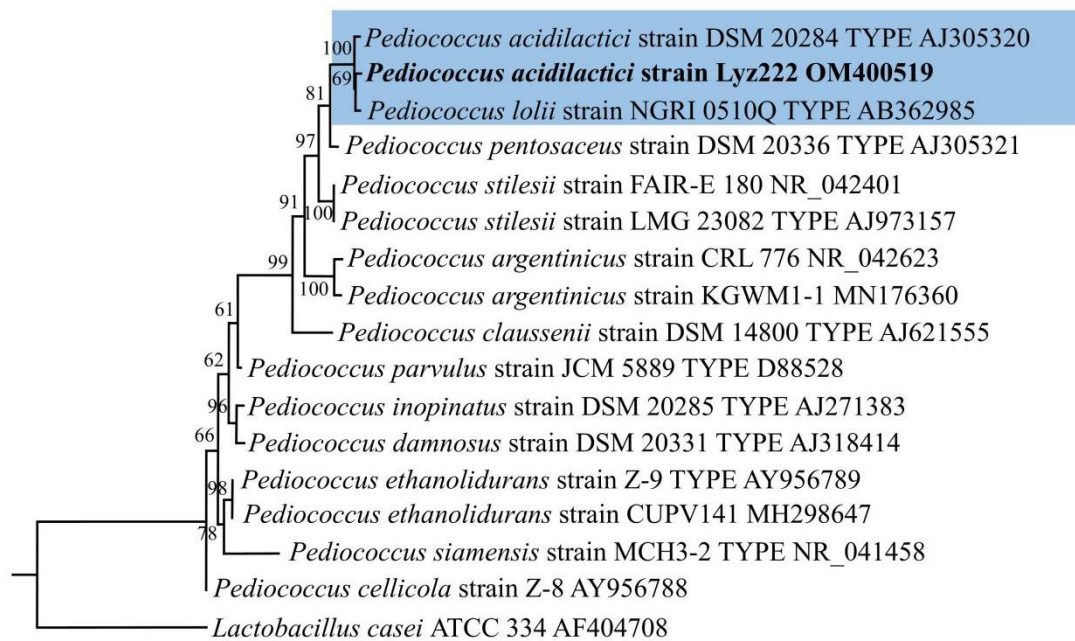 100
Pediococcus acidilactici strain DSM 20284 TYPE AJ305320
69
Pediococcus acidilactici strain Lyz222 OM400519
81
Pediococcus lolii strain NGRI 0510Q TYPE AB362985
97
Pediococcus pentosaceus strain DSM 20336 TYPE AJ305321
Pediococcus stilesii strain FAIR-E 180 NR_042401
91
100
Pediococcus stilesii strain LMG 23082 TYPE AJ973157
99
Pediococcus argentinicus strain CRL 776 NR_042623
100
Pediococcus argentinicus strain KGWM1-1 MN176360
61
Pediococcus claussenii strain DSM 14800 TYPE AJ621555
62
Pediococcus parvulus strain JCM 5889 TYPE D88528
96
Pediococcus inopinatus strain DSM 20285 TYPE AJ271383
66
Pediococcus damnosus strain DSM 20331 TYPE AJ318414
Pediococcus ethanolidurans strain Z-9 TYPE AY956789
98
Pediococcus ethanolidurans strain CUPV141 MH298647
78
Pediococcus siamensis strain MCH3-2 TYPE NR_041458
Pediococcus cellicola strain Z-8 AY956788
Lactobacillus casei ATCC 334 AF404708